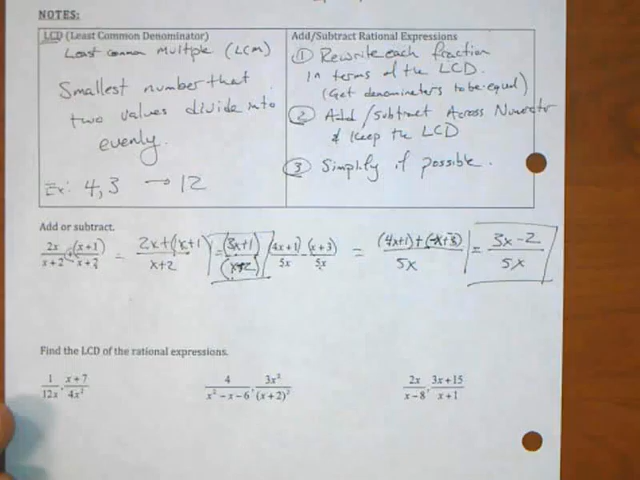 NOTES:
LCD (Least Common Denominator)
Least common Multiple (LCM)
Smallest number that
two values divide into
evenly.
Ex: 4, 3 → 12
Add/Subtract Rational Expressions
① Rewrite each fraction
in terms of the LCD.
(Get denominators to be equal)
② Add/Subtract Across Numerator
& Keep the LCD
③ Simplify if possible.
Add or subtract.
2x/(x+2) + (x+1)/(x+2) = 2x+(x+1)/(x+2) = (3x+1)/(x+2)
(4x+1)/5x - (x+3)/5x = (4x+1)+(-x+-3)/5x = 3x-2/5x
Find the LCD of the rational expressions.
1/12x, x+7/4x²
4/x²-x-6, 3x²/(x+2)²
2x/x-8, 3x+15/x+1